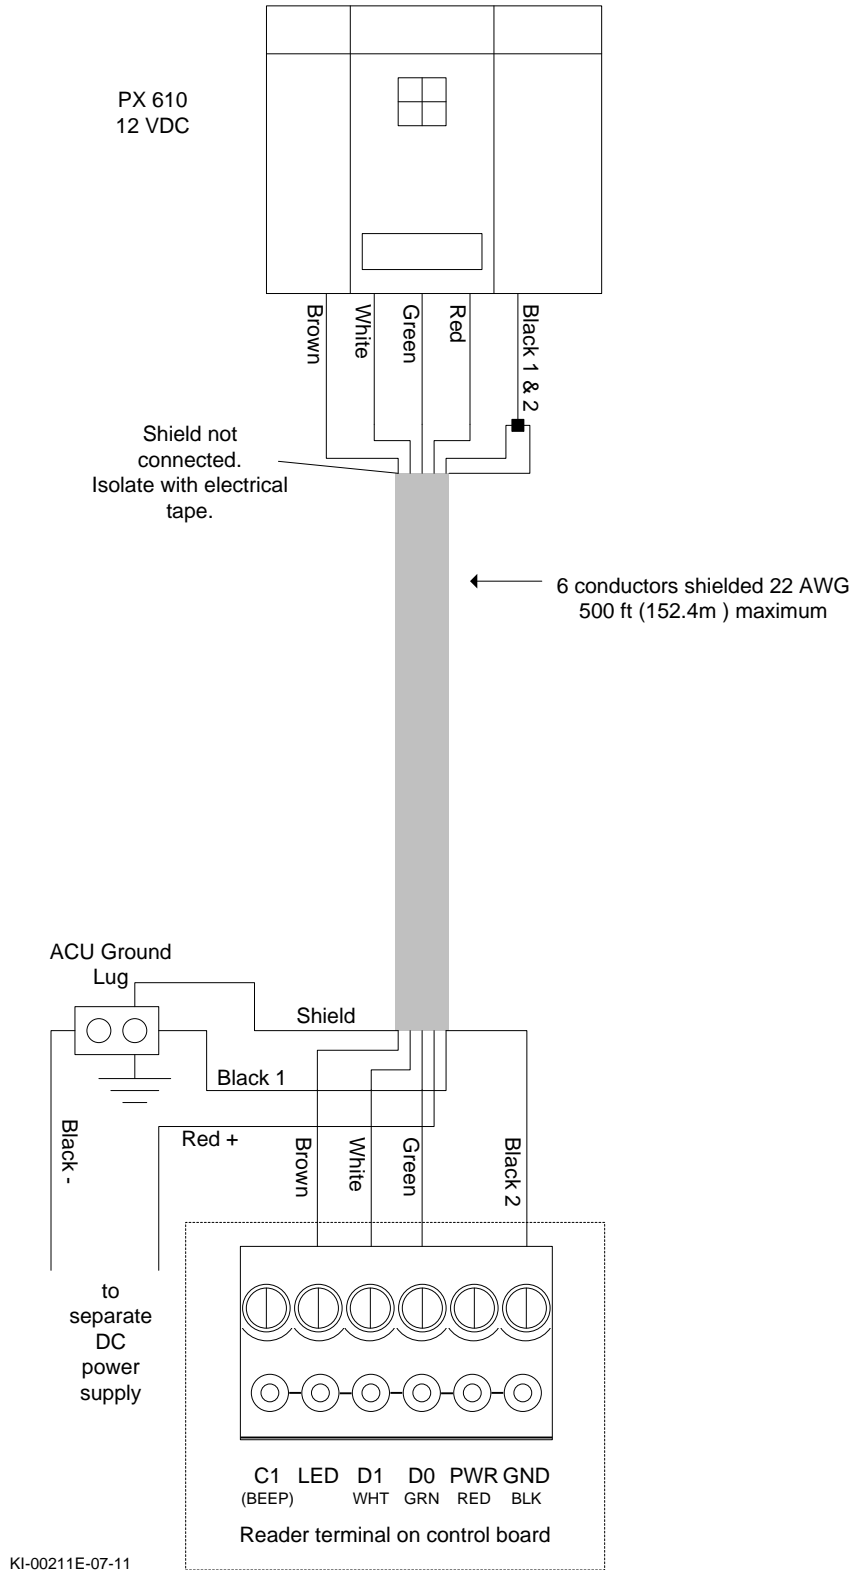 PX 610
12 VDC
Brown
White
Green
Red
Black 1 & 2
Shield not
connected.
Isolate with electrical
tape.
6 conductors shielded 22 AWG
500 ft (152.4m ) maximum
ACU Ground
Lug
Shield
Black 1
Red +
Black -
Brown
White
Green
Black 2
to
separate
DC
power
supply
C1 LED D1 D0 PWR GND
(BEEP) WHT GRN RED BLK
Reader terminal on control board
KI-00211E-07-11